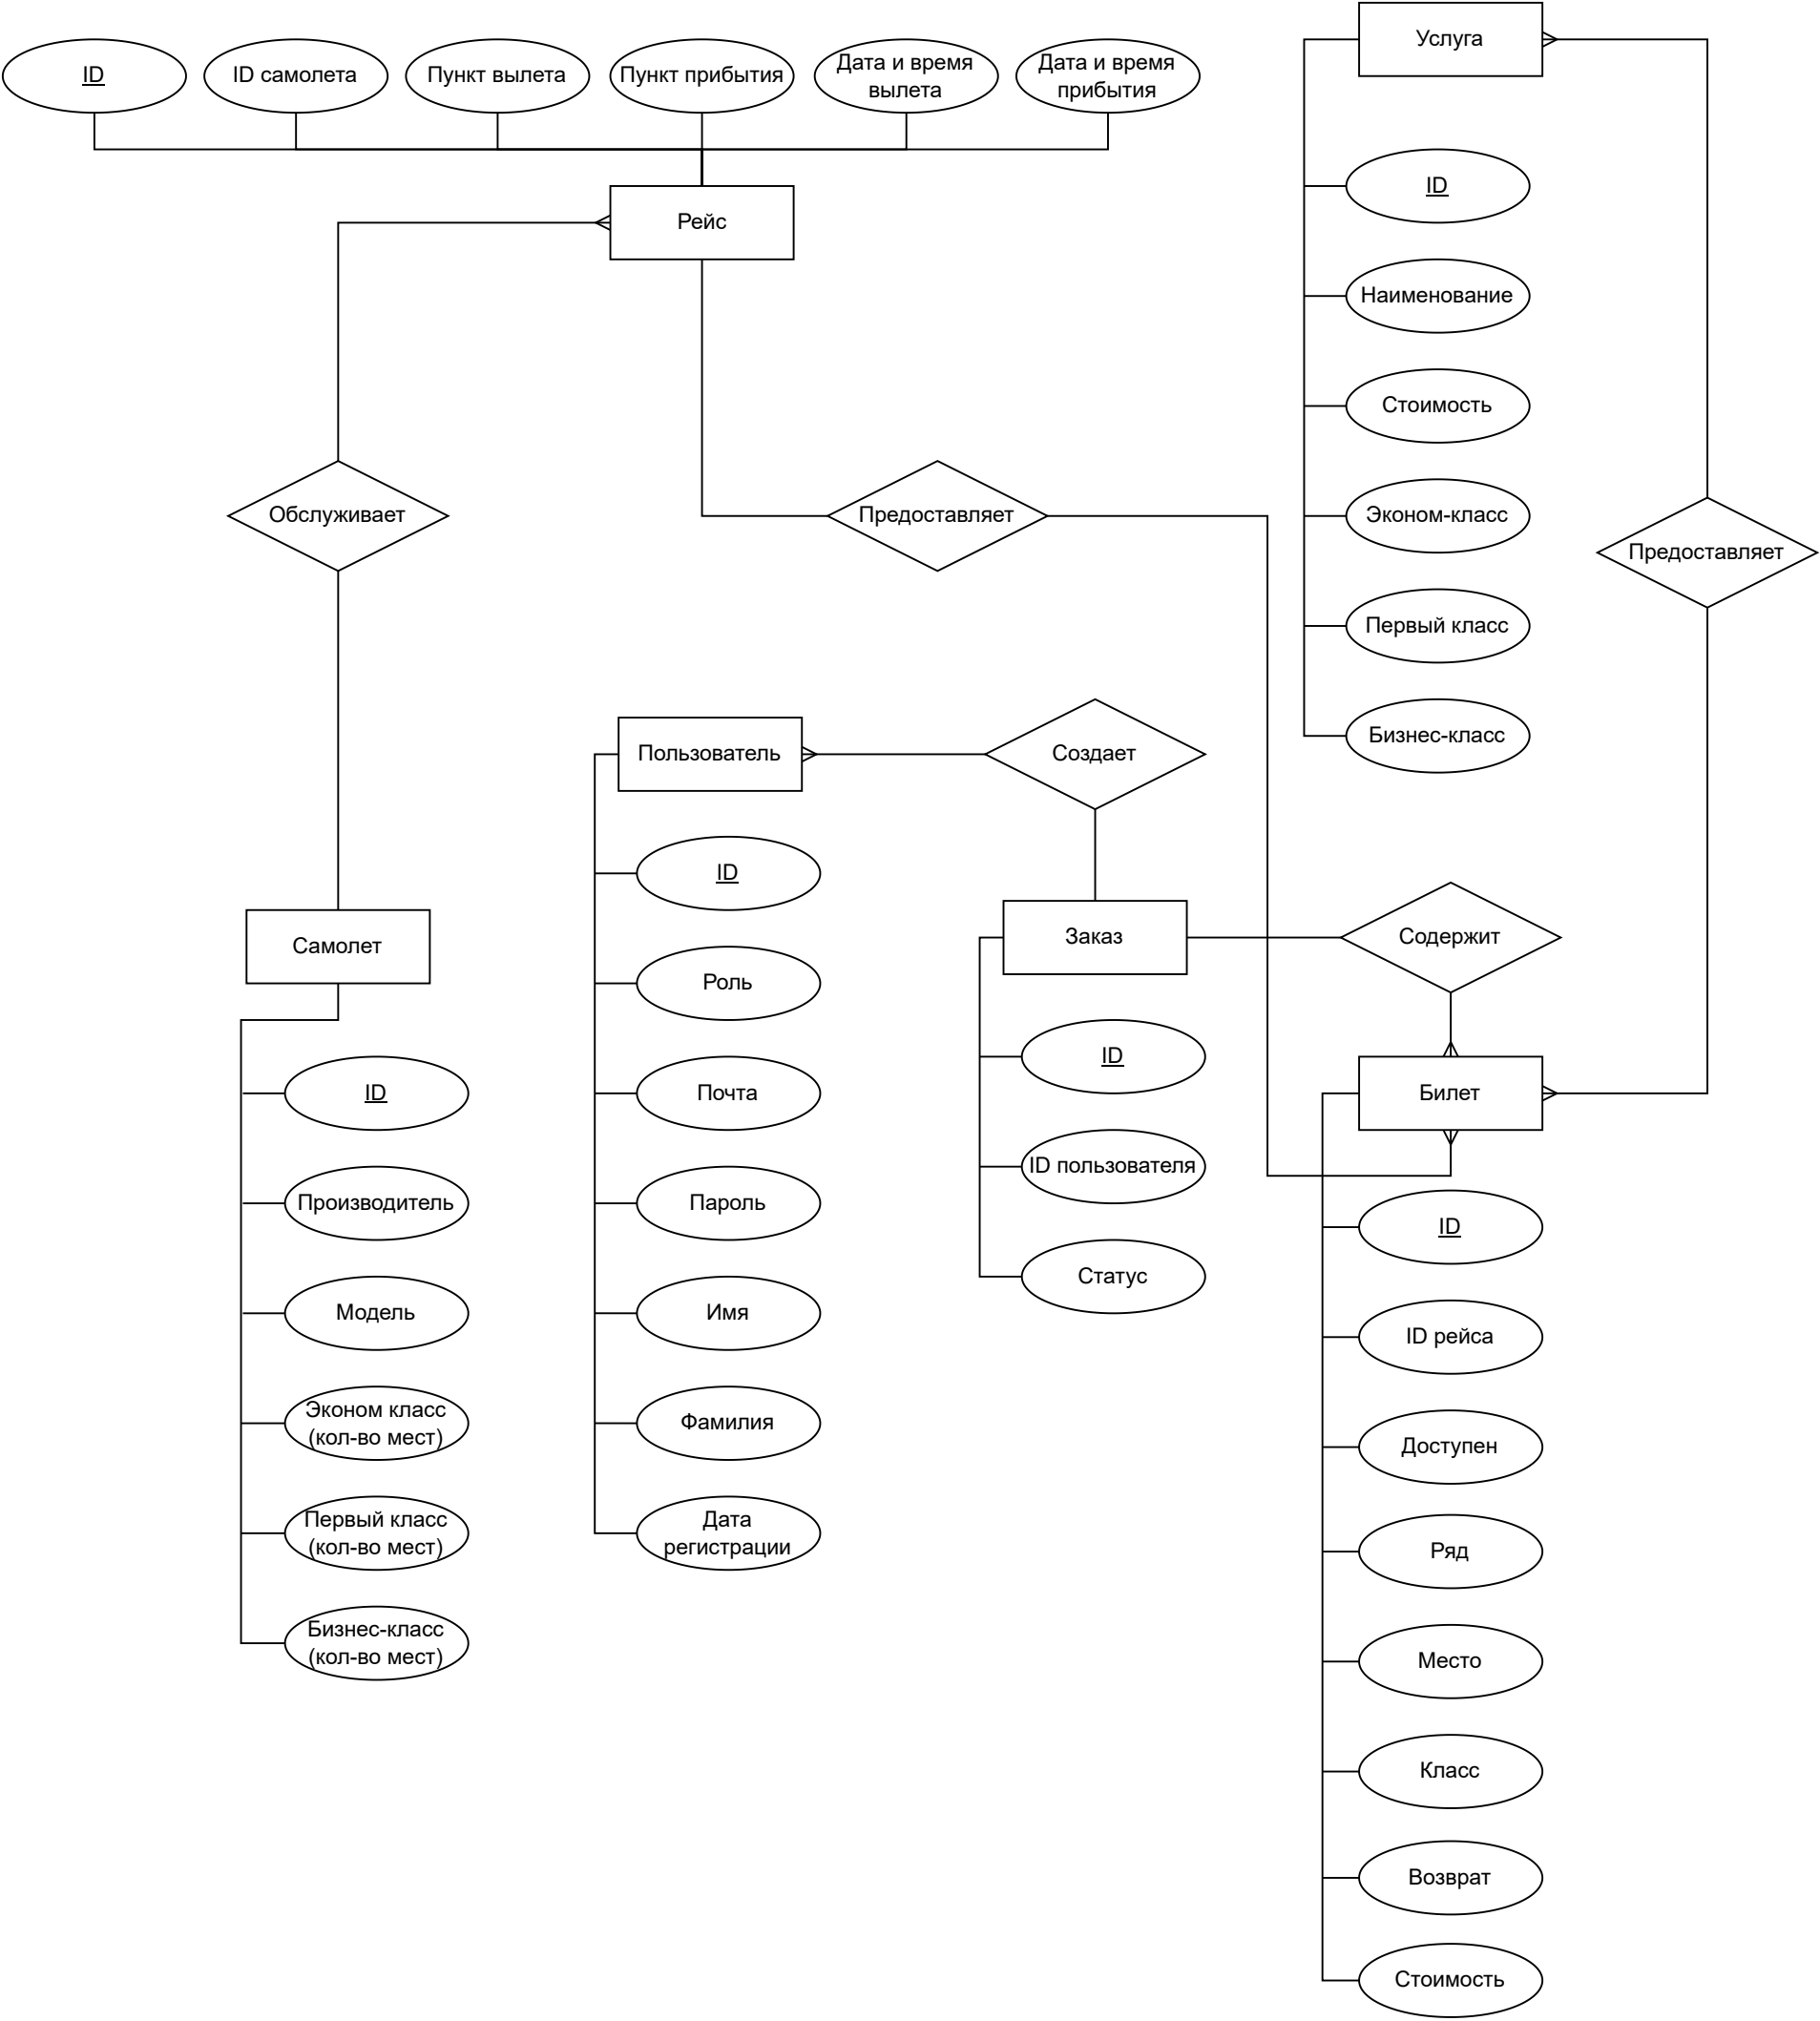 ID
ID самолета
Пункт вылета
Пункт прибытия
Дата и время
вылета
Дата и время
прибытия
Рейс
Обслуживает
Предоставляет
Услуга
ID
Наименование
Стоимость
Эконом-класс
Первый класс
Бизнес-класс
Предоставляет
Самолет
ID
Производитель
Модель
Эконом класс
(кол-во мест)
Первый класс
(кол-во мест)
Бизнес-класс
(кол-во мест)
Пользователь
ID
Роль
Почта
Пароль
Имя
Фамилия
Дата
регистрации
Создает
Заказ
ID
ID пользователя
Статус
Содержит
Билет
ID
ID рейса
Доступен
Ряд
Место
Класс
Возврат
Стоимость